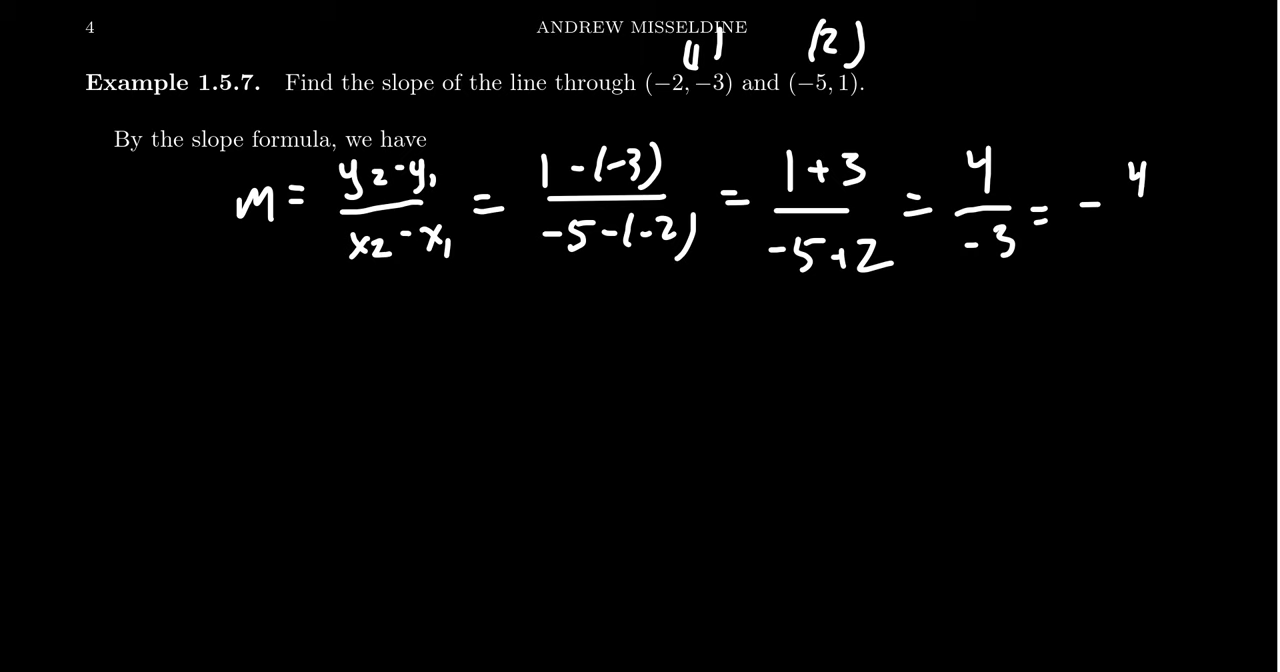 4 ANDREW MISSELDINE
(1) (2)
Example 1.5.7. Find the slope of the line through (−2, −3) and (−5, 1).
By the slope formula, we have
m = y2 - y1 / x2 - x1 = 1 - (-3) / -5 - (-2) = 1 + 3 / -5 + 2 = 4 / -3 = - 4